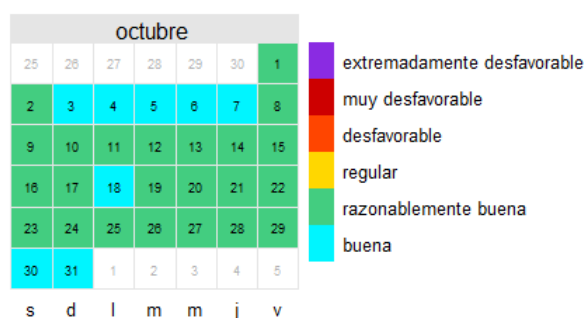 octubre
25 26 27 28 29 30 1
2 3 4 5 6 7 8
9 10 11 12 13 14 15
16 17 18 19 20 21 22
23 24 25 26 27 28 29
30 31 1 2 3 4 5
s d l m m j v
extremadamente desfavorable
muy desfavorable
desfavorable
regular
razonablemente buena
buena